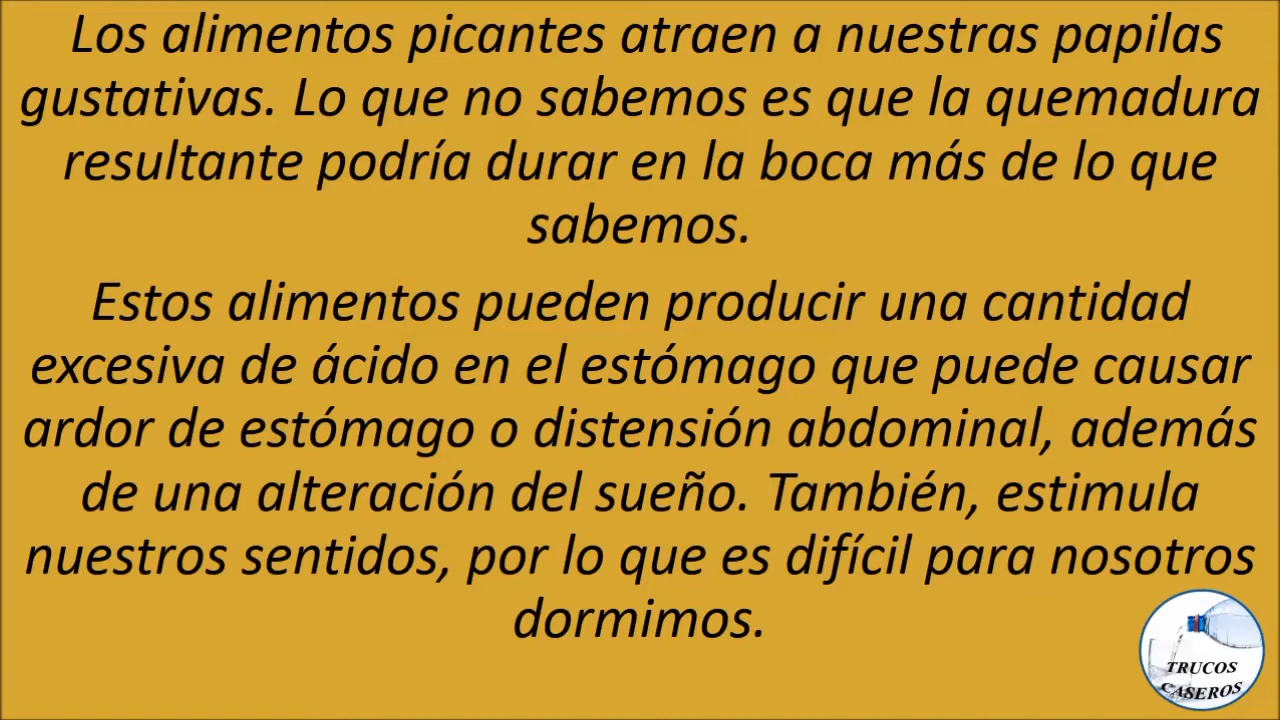 Los alimentos picantes atraen a nuestras papilas
gustativas. Lo que no sabemos es que la quemadura
resultante podría durar en la boca más de lo que
sabemos.
Estos alimentos pueden producir una cantidad
excesiva de ácido en el estómago que puede causar
ardor de estómago o distensión abdominal, además
de una alteración del sueño. También, estimula
nuestros sentidos, por lo que es difícil para nosotros
dormimos.
TRUCOS
CASEROS